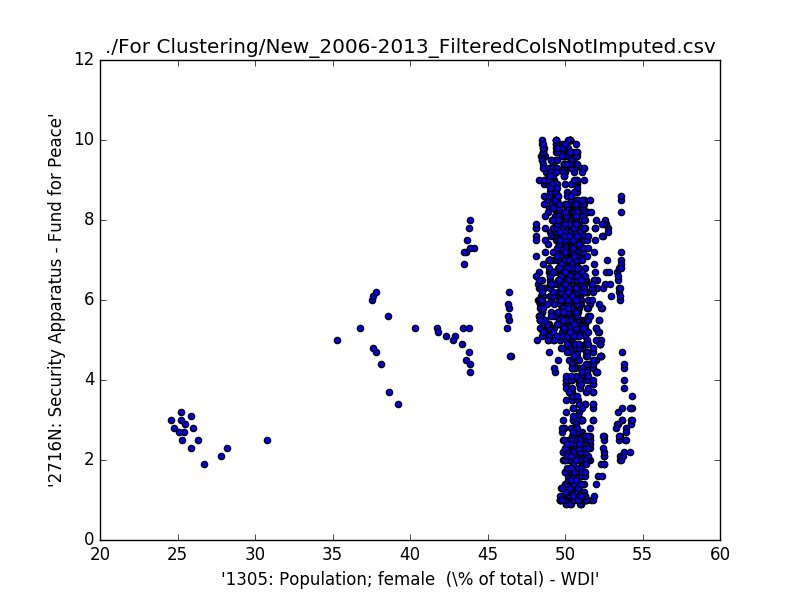 ./For Clustering/New_2006-2013_FilteredColsNotImputed.csv
12
10
8
6
4
2
0
'2716N: Security Apparatus - Fund for Peace'
20 25 30 35 40 45 50 55 60
'1305: Population; female  (\% of total) - WDI'